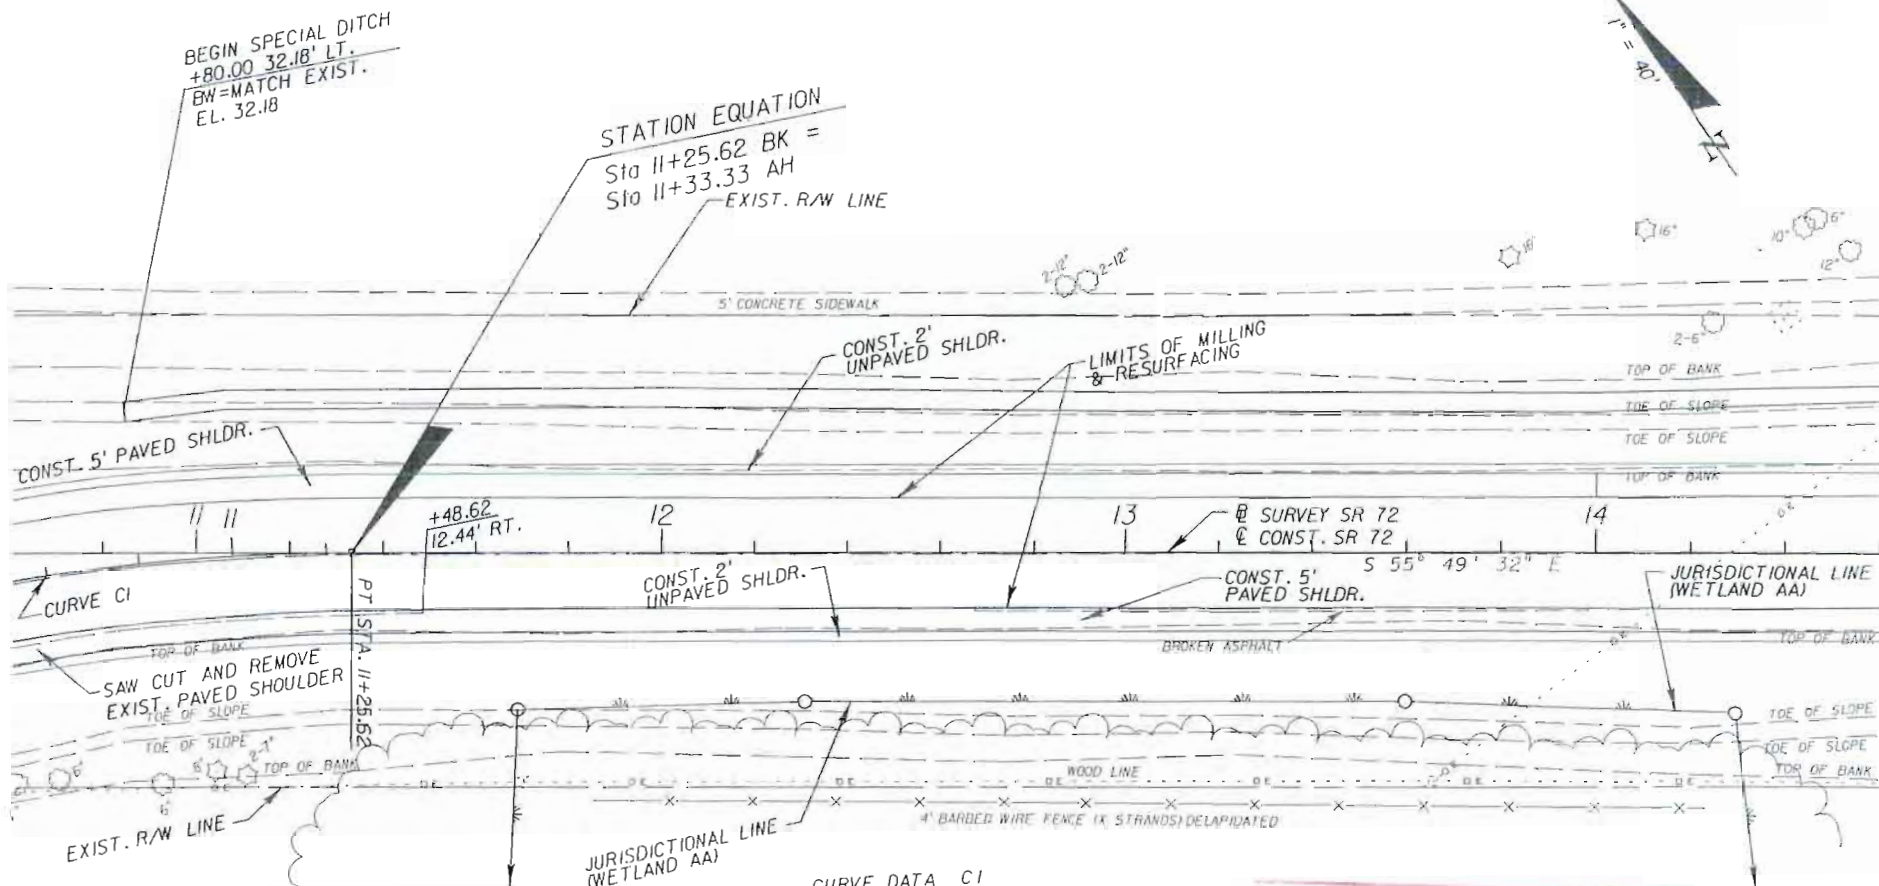 BEGIN SPECIAL DITCH
+80.00 32.18' LT.
BW=MATCH EXIST.
EL. 32.18
1" = 40'
N
STATION EQUATION
Sta 11+25.62 BK =
Sta 11+33.33 AH
EXIST. R/W LINE
2-12"
2-12"
16"
10"
6"
12"
5' CONCRETE SIDEWALK
2-6"
CONST. 2'
UNPAVED SHLDR.
LIMITS OF MILLING
& RESURFACING
TOP OF BANK
TOE OF SLOPE
TOE OF SLOPE
CONST. 5' PAVED SHLDR.
TOP OF BANK
11
11
+48.62
12.44' RT.
12
13
14
℄ SURVEY SR 72
℄ CONST. SR 72
S 55° 49' 32" E
CURVE C1
CONST. 2'
UNPAVED SHLDR.
CONST. 5'
PAVED SHLDR.
JURISDICTIONAL LINE
(WETLAND AA)
PT STA. 11+25.62
TOP OF BANK
BROKEN ASPHALT
TOP OF BANK
SAW CUT AND REMOVE
EXIST. PAVED SHOULDER
TOE OF SLOPE
TOE OF SLOPE
TOE OF SLOPE
TOE OF SLOPE
TOP OF BANK
WOOD LINE
TOP OF BANK
EXIST. R/W LINE
4' BARBED WIRE FENCE (X STRANDS) DELAPIDATED
JURISDICTIONAL LINE
(WETLAND AA)
CURVE DATA C1